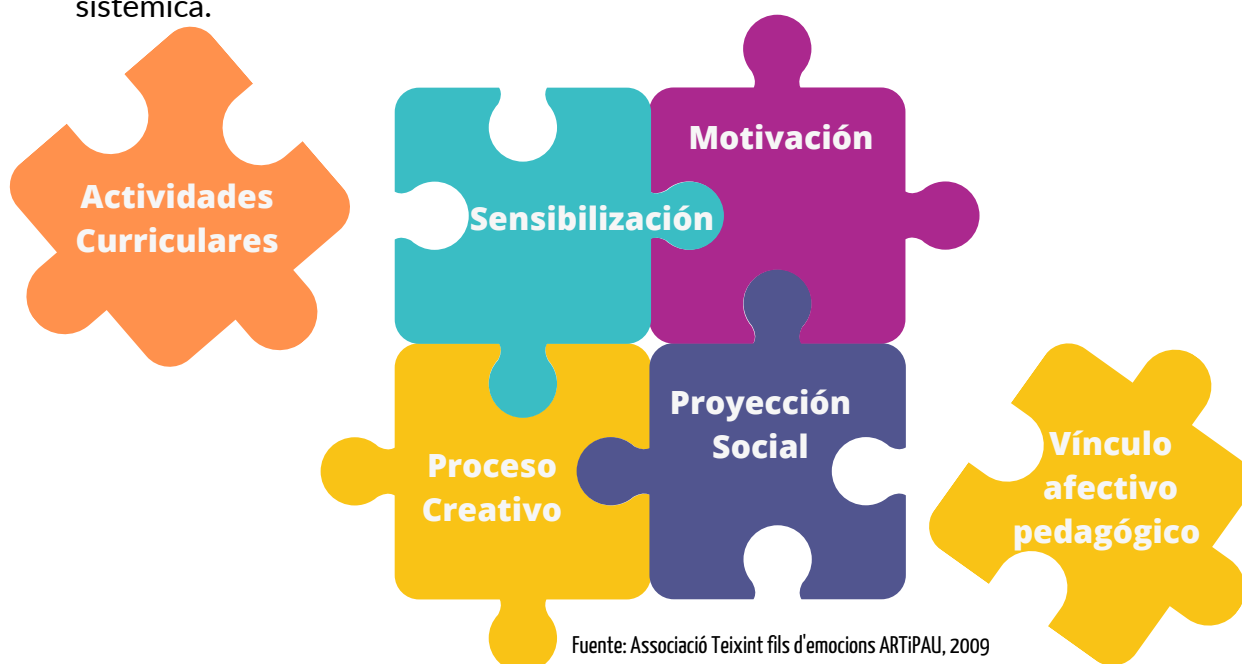 sistémica.
Actividades
Curriculares
Sensibilización
Motivación
Proceso
Creativo
Proyección
Social
Vínculo
afectivo
pedagógico
Fuente: Associació Teixint fils d'emocions ARTiPAU, 2009